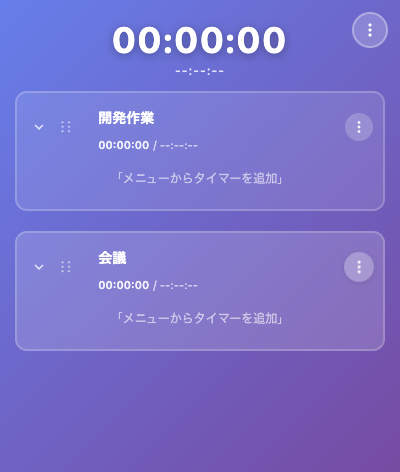 00:00:00
--:--:--
開発作業
00:00:00 / --:--:--
「メニューからタイマーを追加」
会議
00:00:00 / --:--:--
「メニューからタイマーを追加」